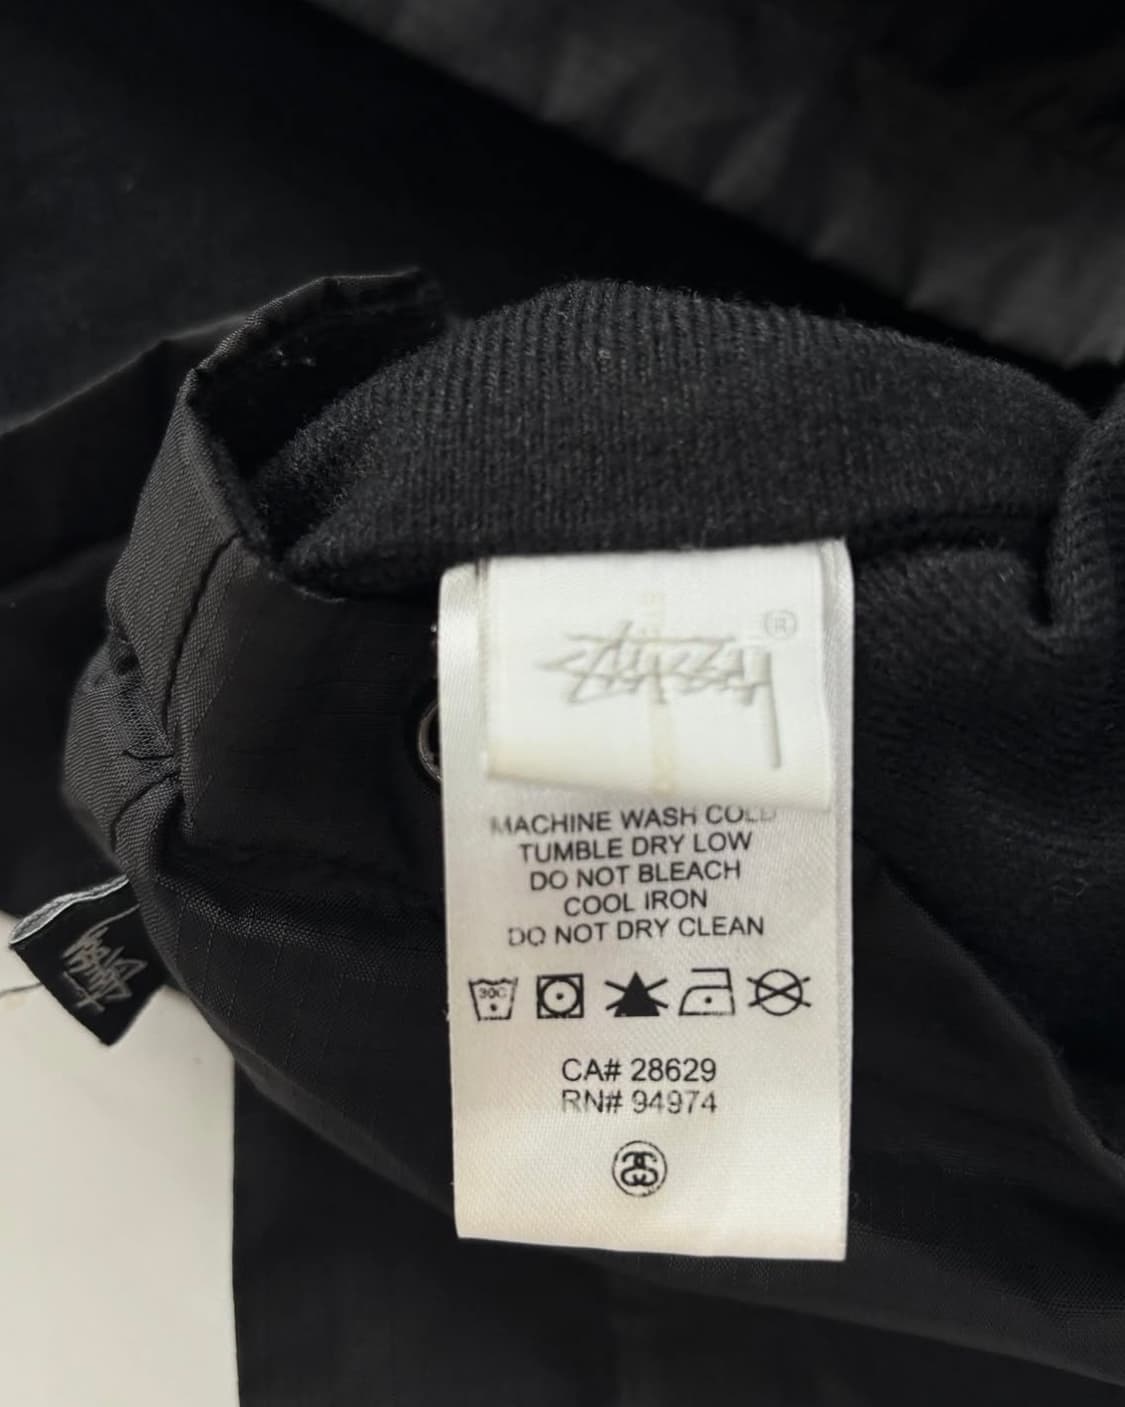 STÜSSY ®
MACHINE WASH COLD
TUMBLE DRY LOW
DO NOT BLEACH
COOL IRON
DO NOT DRY CLEAN
30C
CA# 28629
RN# 94974